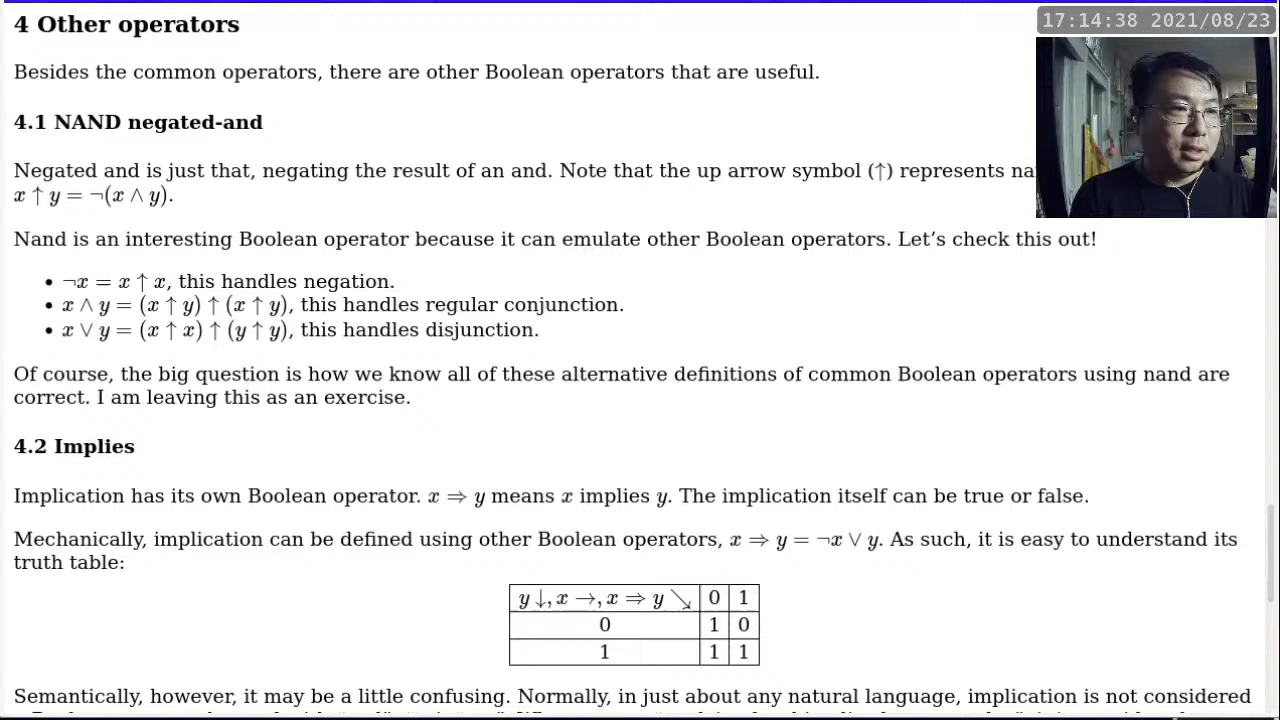 17:14:38 2021/08/23
4 Other operators
Besides the common operators, there are other Boolean operators that are useful.
4.1 NAND negated-and
Negated and is just that, negating the result of an and. Note that the up arrow symbol (↑) represents
x ↑ y = ¬(x ∧ y).
Nand is an interesting Boolean operator because it can emulate other Boolean operators. Let’s check this out!
• ¬x = x ↑ x, this handles negation.
• x ∧ y = (x ↑ y) ↑ (x ↑ y), this handles regular conjunction.
• x ∨ y = (x ↑ x) ↑ (y ↑ y), this handles disjunction.
Of course, the big question is how we know all of these alternative definitions of common Boolean operators using nand are
correct. I am leaving this as an exercise.
4.2 Implies
Implication has its own Boolean operator. x ⇒ y means x implies y. The implication itself can be true or false.
Mechanically, implication can be defined using other Boolean operators, x ⇒ y = ¬x ∨ y. As such, it is easy to understand its
truth table:
y ↓, x →, x ⇒ y ↘ 0 1
0 1 0
1 1 1
Semantically, however, it may be a little confusing. Normally, in just about any natural language, implication is not considered